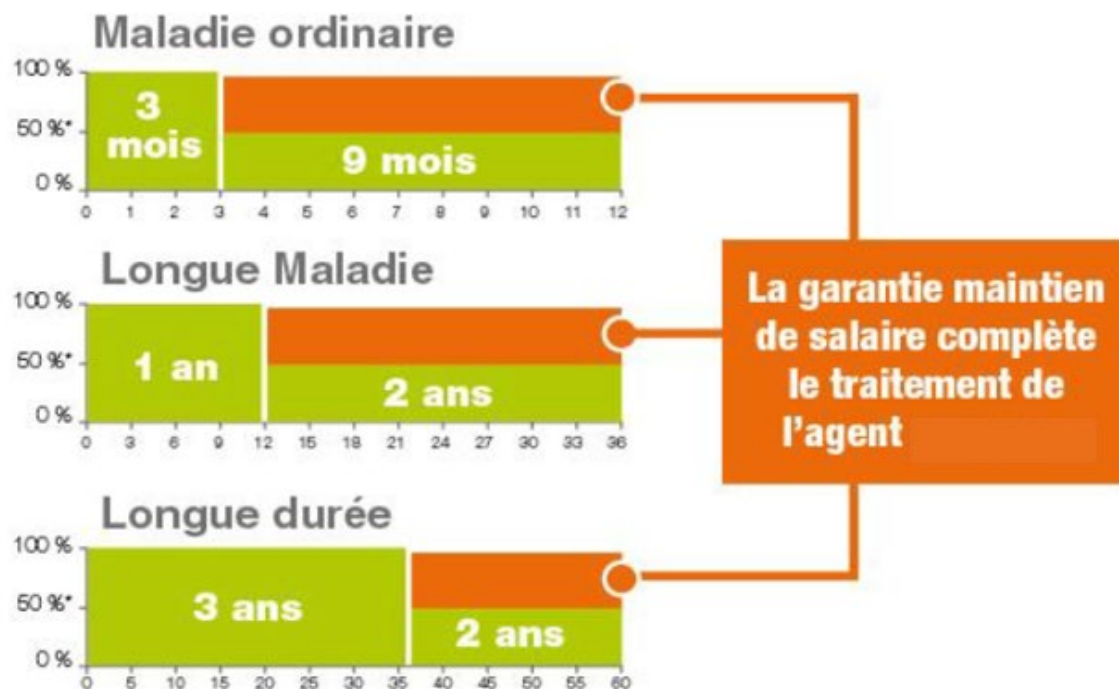 Maladie ordinaire
100 %
50 %*
0 %
3
mois
9 mois
0 1 2 3 4 5 6 7 8 9 10 11 12
Longue Maladie
100 %
50 %*
0 %
1 an
2 ans
0 3 6 9 12 15 18 21 24 27 30 33 36
Longue durée
100 %
50 %*
0 %
3 ans
2 ans
0 5 10 15 20 25 30 35 40 45 50 55 60
La garantie maintien
de salaire complète
le traitement de
l'agent